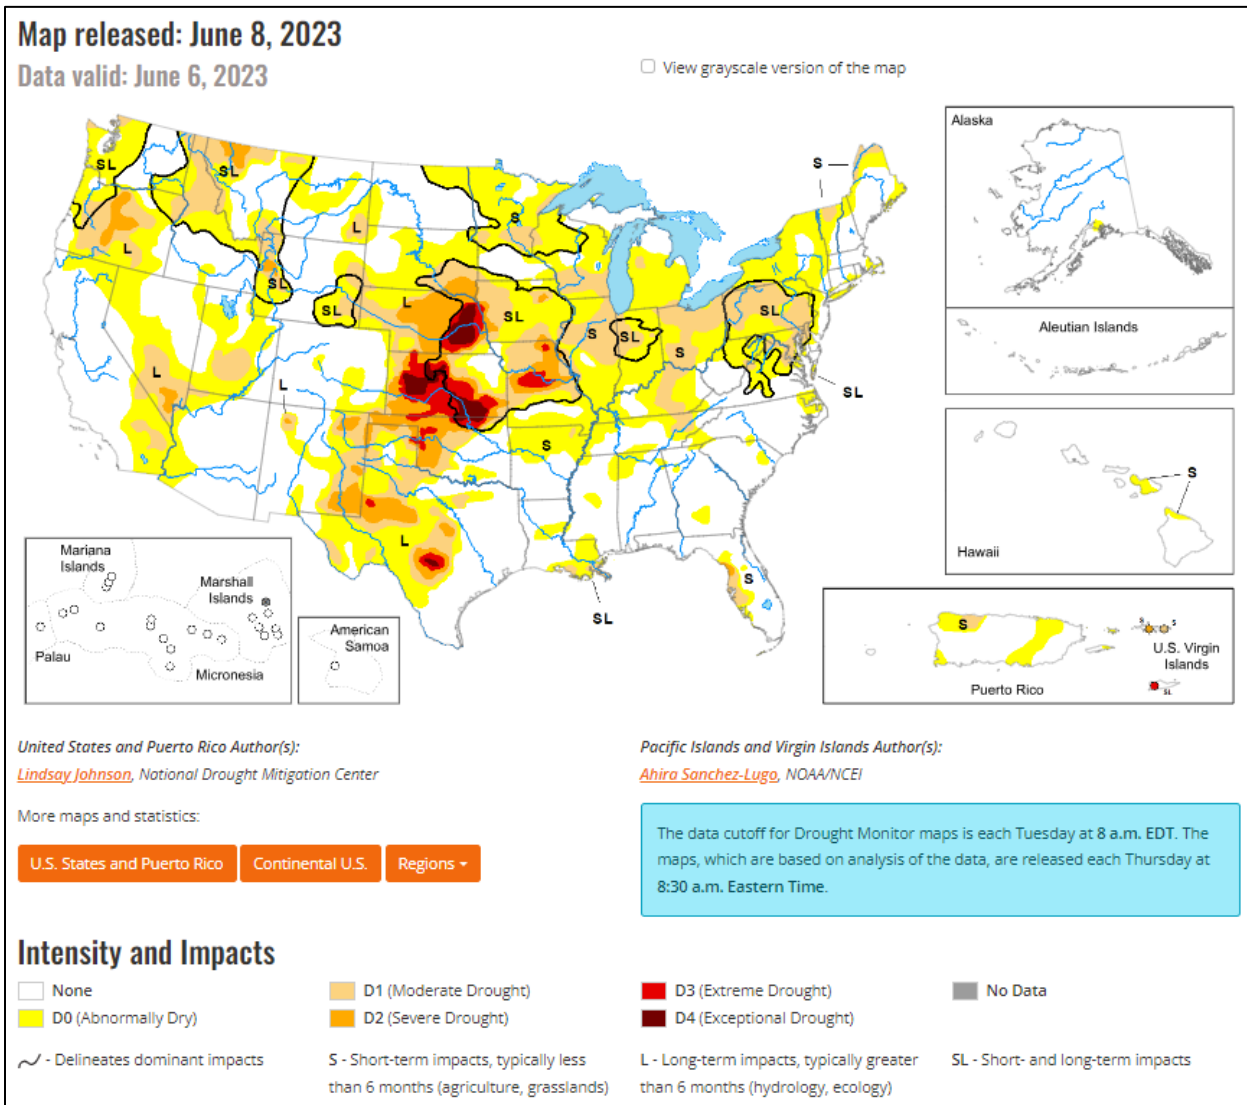 Map released: June 8, 2023
Data valid: June 6, 2023
View grayscale version of the map
SL
SL
L
SL
L
SL
L
L
L
S
SL
S
SL
S
S
SL
SL
S
L
S
SL
S
Alaska
Aleutian Islands
S
Hawaii
Mariana
Islands
Marshall
Islands
Palau
Micronesia
American
Samoa
S
S
S
U.S. Virgin
Islands
SL
Puerto Rico
United States and Puerto Rico Author(s):
Lindsay Johnson, National Drought Mitigation Center
Pacific Islands and Virgin Islands Author(s):
Ahira Sanchez-Lugo, NOAA/NCEI
More maps and statistics:
U.S. States and Puerto Rico
Continental U.S.
Regions
The data cutoff for Drought Monitor maps is each Tuesday at 8 a.m. EDT. The
maps, which are based on analysis of the data, are released each Thursday at
8:30 a.m. Eastern Time.
Intensity and Impacts
None
D0 (Abnormally Dry)
D1 (Moderate Drought)
D2 (Severe Drought)
D3 (Extreme Drought)
D4 (Exceptional Drought)
No Data
- Delineates dominant impacts
S - Short-term impacts, typically less
than 6 months (agriculture, grasslands)
L - Long-term impacts, typically greater
than 6 months (hydrology, ecology)
SL - Short- and long-term impacts